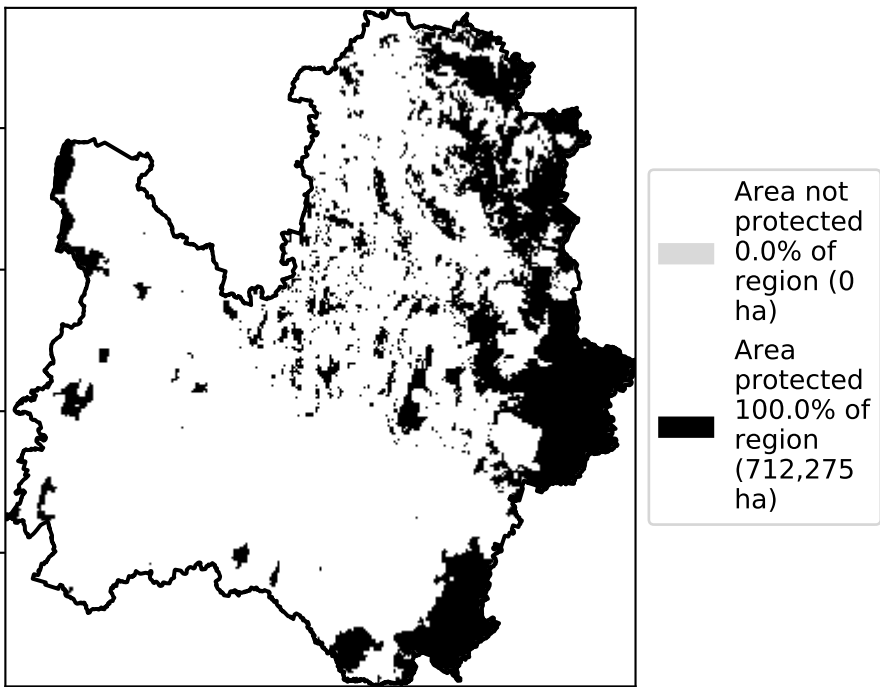 Area not
protected
0.0% of
region (0
ha)
Area
protected
100.0% of
region
(712,275
ha)